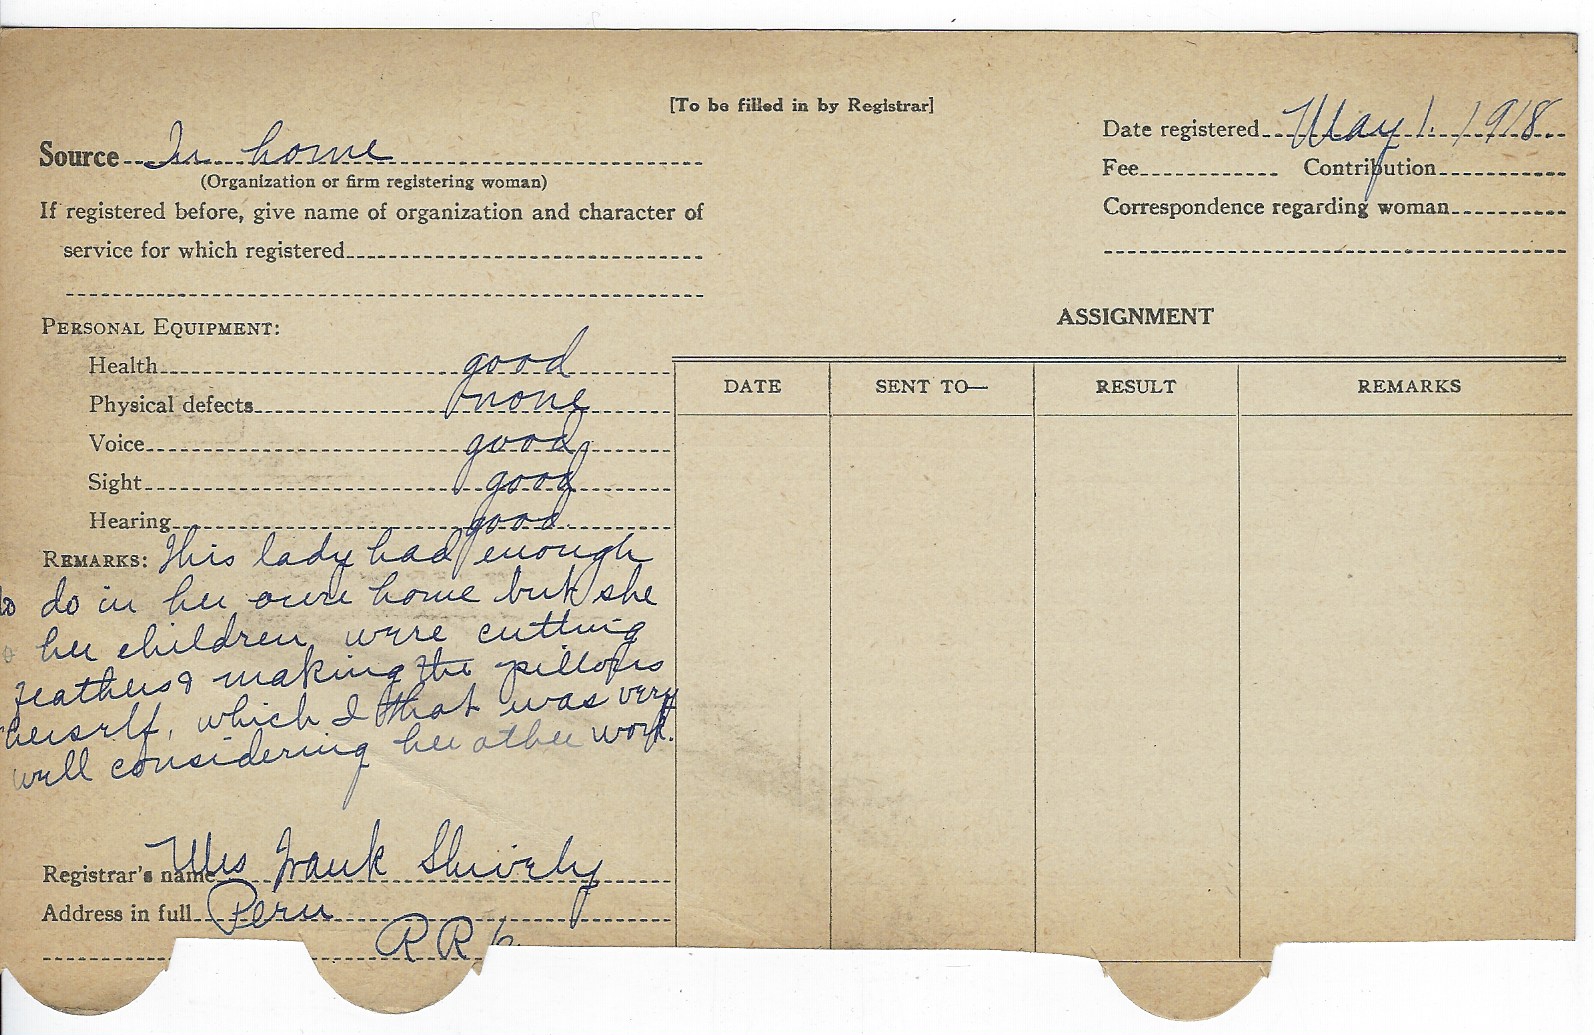 [To be filled in by Registrar]
Source In home
(Organization or firm registering woman)
If registered before, give name of organization and character of
service for which registered
Date registered May 1. 1918.
Fee Contribution
Correspondence regarding woman
PERSONAL EQUIPMENT:
Health good
Physical defects none
Voice good
Sight good
Hearing good.
REMARKS: This lady had enough
to do in her own home but she
& her children were cutting
feathers & making the pillows
herself, which I that was very
well considering her other work.
Registrar's name Mrs Frank Shively
Address in full Peru
RR
ASSIGNMENT
DATE SENT TO— RESULT REMARKS